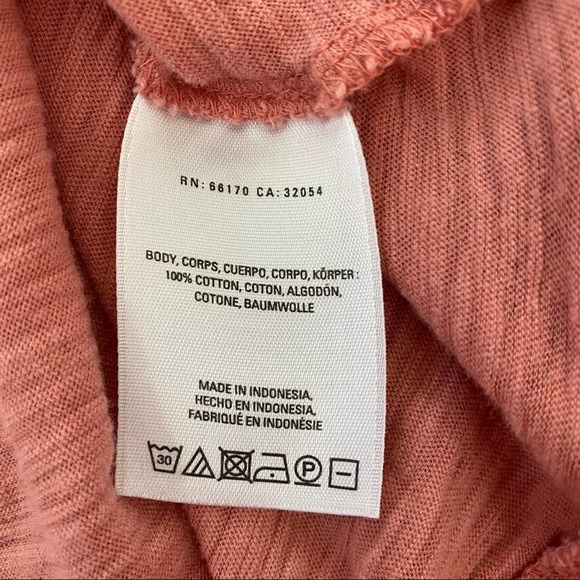 RN: 66170 CA: 32054
BODY, CORPS, CUERPO, CORPO, KÖRPER:
100% COTTON, COTON, ALGODÓN,
COTONE, BAUMWOLLE
MADE IN INDONESIA,
HECHO EN INDONESIA,
FABRIQUÉ EN INDONÉSIE
30 P